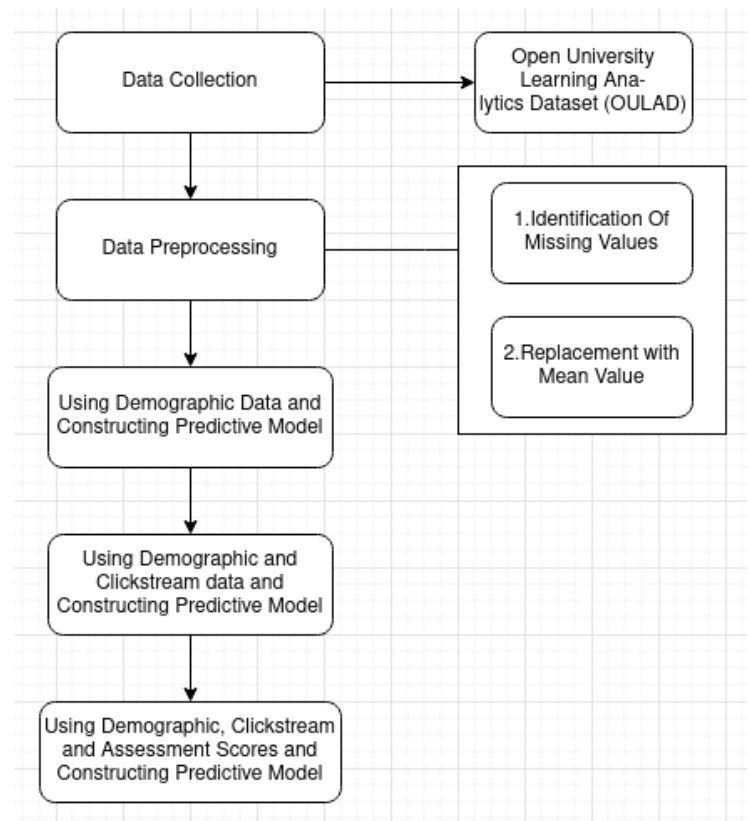 Data Collection
Open University
Learning Ana-
lytics Dataset (OULAD)
Data Preprocessing
1.Identification Of
Missing Values
2.Replacement with
Mean Value
Using Demographic Data and
Constructing Predictive Model
Using Demographic and
Clickstream data and
Constructing Predictive Model
Using Demographic, Clickstream
and Assessment Scores and
Constructing Predictive Model